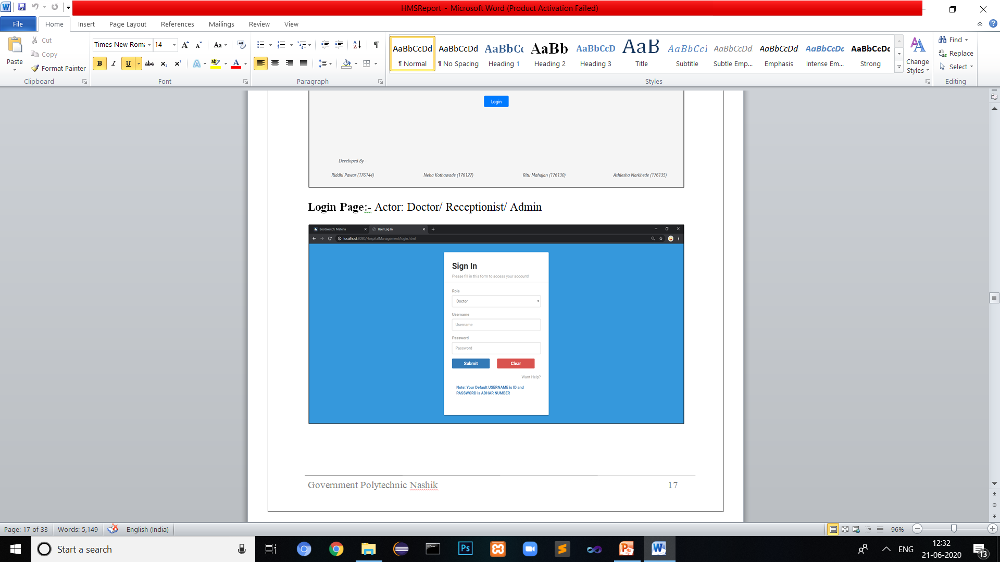 HMSReport - Microsoft Word (Product Activation Failed)
File Home Insert Page Layout References Mailings Review View
Paste
Cut
Copy
Format Painter
Clipboard
Times New Roma 14
Font
Paragraph
AaBbCcDd AaBbCcDd AaBbCc AaBb AaBbCcD AaB AaBbCcI AaBbCcDd AaBbCcDd AaBbCcDd AaBbCcDc
¶ Normal ¶ No Spacing Heading 1 Heading 2 Heading 3 Title Subtitle Subtle Emp... Emphasis Intense Em... Strong
Styles
Change Styles
Find
Replace
Select
Editing
Login
Developed By -
Riddhi Pawar (176144) Neha Kothawade (176127) Ritu Mahajan (176130) Ashlesha Narkhede (176135)
Login Page:- Actor: Doctor/ Receptionist/ Admin
Bootswatch: Materia User Log In
localhost:8080/HospitalManagement/login.html
Sign In
Please fill in this form to access your account!
Role
Doctor
Username
Username
Password
Password
Submit Clear
Want Help?
Note: Your Default USERNAME is ID and
PASSWORD is ADHAR NUMBER
Government Polytechnic Nashik 17
Page: 17 of 33 Words: 5,149 English (India) 96%
Start a search
ENG
12:32
21-06-2020
13